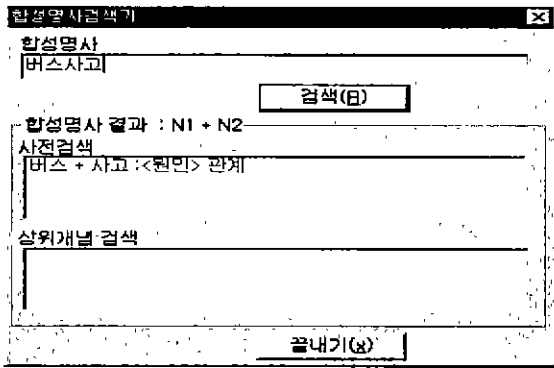 합성명사검색기
합성명사
버스사고
검색(F)
합성명사 결과 : N1 + N2
사전검색
버스 + 사고 :<원인> 관계
상위개념 검색
끝내기(x)